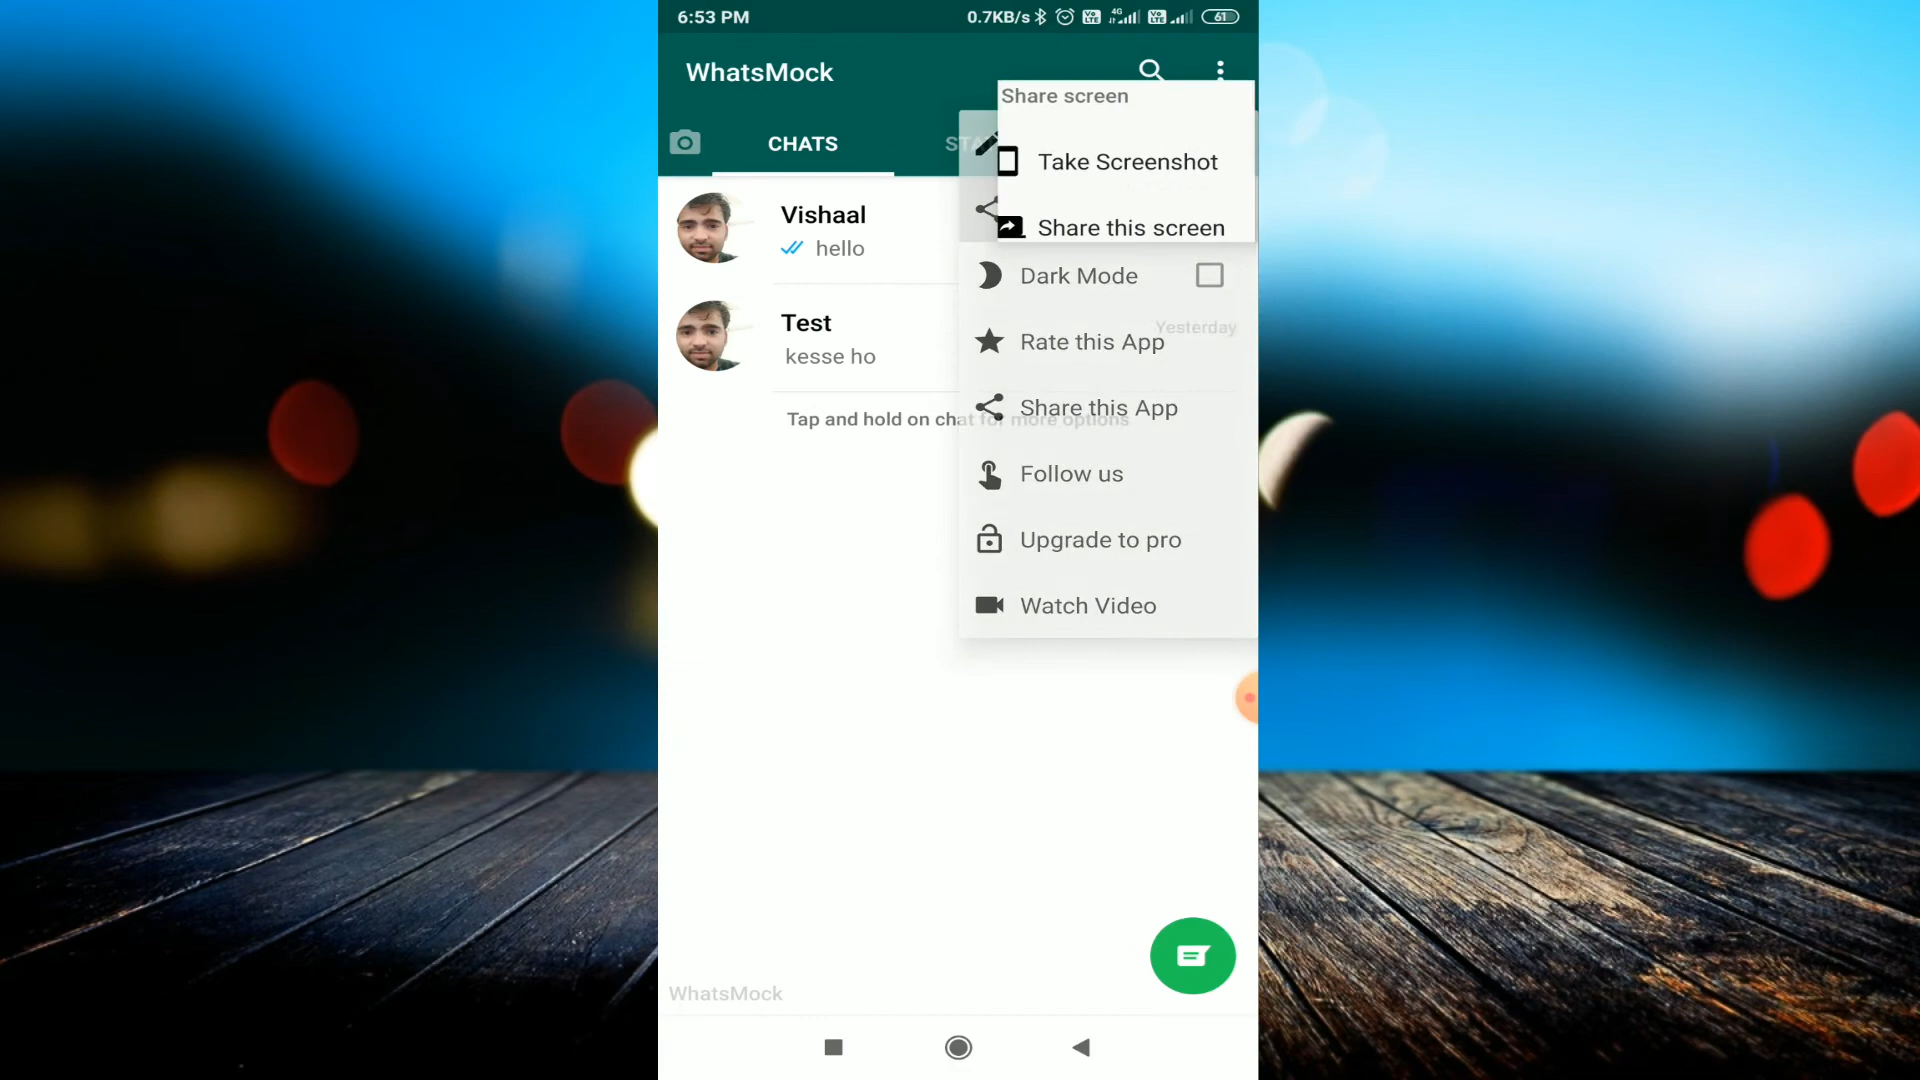 6:53 PM
0.7KB/s
4G
61
WhatsMock
Share screen
CHATS
Take Screenshot
Vishaal
hello
Share this screen
Dark Mode
Test
Yesterday
kesse ho
Rate this App
Share this App
Tap and hold on chat for more options
Follow us
Upgrade to pro
Watch Video
WhatsMock